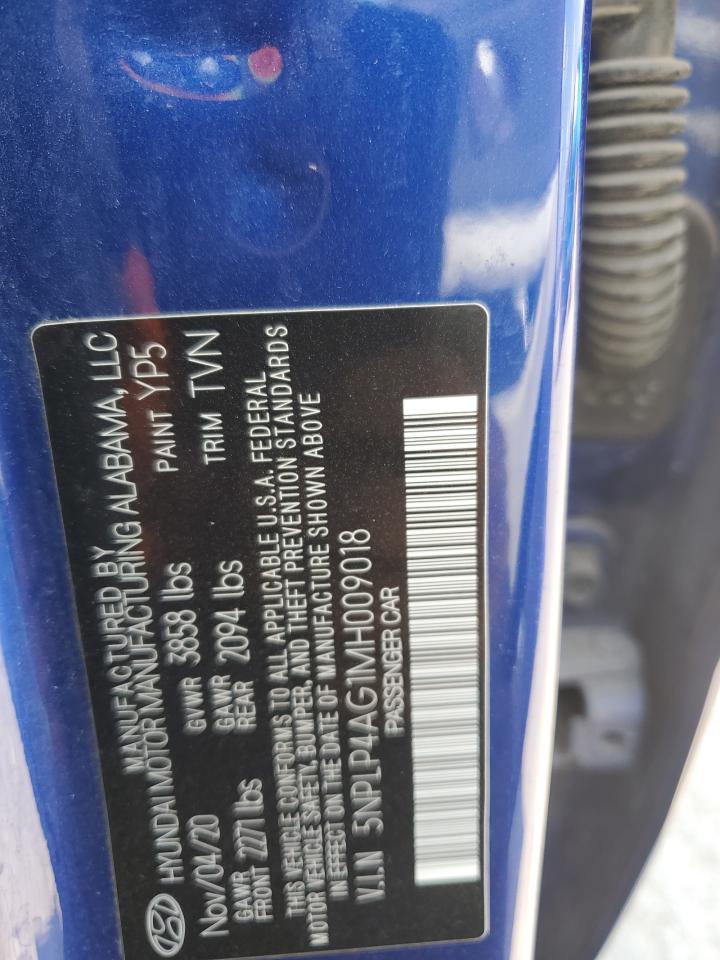 MANUFACTURED BY
HYUNDAI MOTOR MANUFACTURING ALABAMA, LLC
Nov/04/20 GVWR 3858 lbs PAINT YP5
GAWR FRONT 2271 lbs GAWR REAR 2094 lbs TRIM TVN
THIS VEHICLE CONFORMS TO ALL APPLICABLE U.S.A. FEDERAL
MOTOR VEHICLE SAFETY, BUMPER, AND THEFT PREVENTION STANDARDS
IN EFFECT ON THE DATE OF MANUFACTURE SHOWN ABOVE
V.I.N 5NPLP4AG1MH009018
PASSENGER CAR